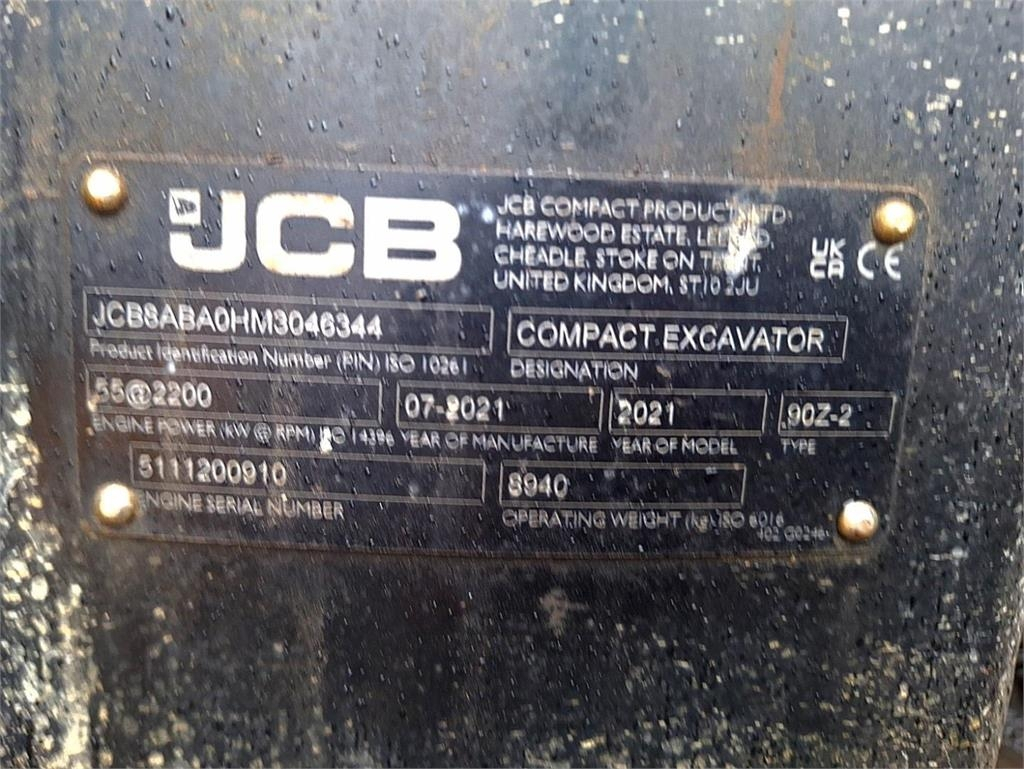 JCB
JCB COMPACT PRODUCTS LTD
HAREWOOD ESTATE,
CHEADLE, STOKE ON TRENT.
UNITED KINGDOM, ST10 2JU
UK
CA CE
JCB8ABA0HM3046344
Product Identification Number (PIN) ISO 10261
COMPACT EXCAVATOR
DESIGNATION
55@2200
ENGINE POWER (KW @ RPM) ISO 14396
07-2021
YEAR OF MANUFACTURE
2021
YEAR OF MODEL
90Z-2
TYPE
5111200910
ENGINE SERIAL NUMBER
8940
OPERATING WEIGHT (kg), ISO 6016
402